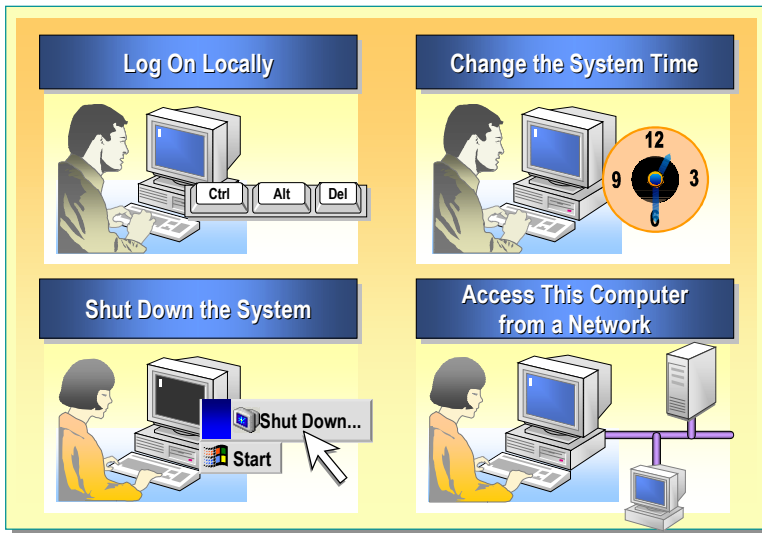 Log On Locally
Change the System Time
Ctrl
Alt
Del
12
9
3
6
Shut Down the System
Access This Computer
from a Network
Shut Down...
Start